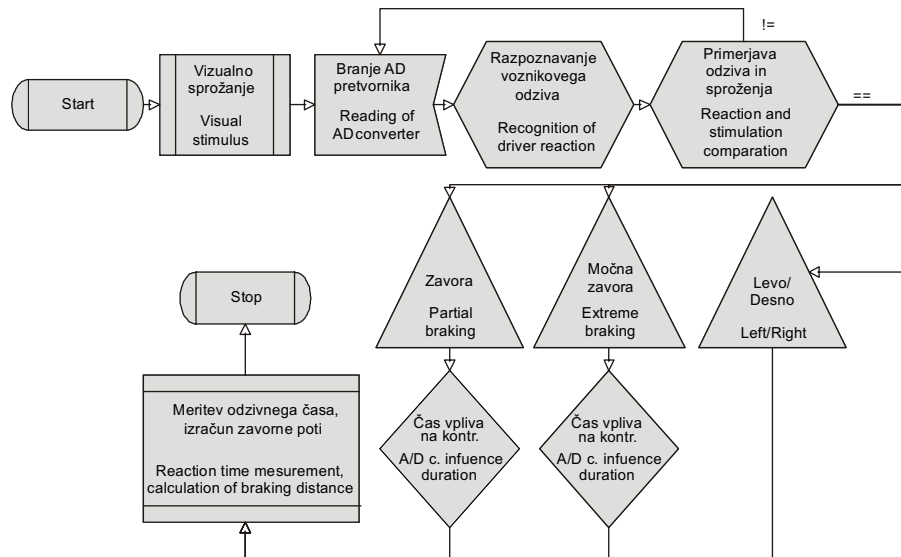 Start
Vizualno
sprožanje
Visual
stimulus
Branje AD
pretvornika
Reading of
AD converter
Razpoznavanje
voznikovega
odziva
Recognition of
driver reaction
!=
Primerjava
odziva in
sproženja
Reaction and
stimulation
comparation
==
Zavora
Partial
braking
Močna
zavora
Extreme
braking
Levo/
Desno
Left/Right
Stop
Meritev odzivnega časa,
izračun zavorne poti
Reaction time mesurement,
calculation of braking distance
Čas vpliva
na kontr.
A/D c. infuence
duration
Čas vpliva
na kontr.
A/D c. infuence
duration